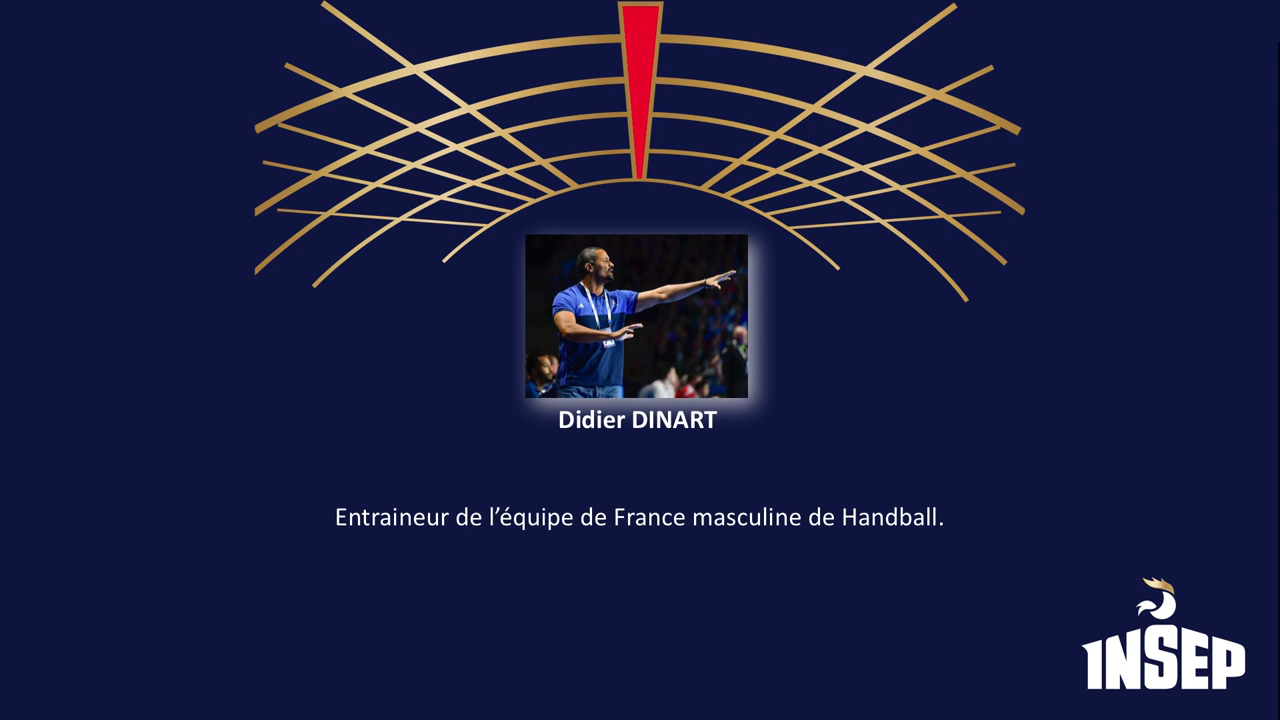 Didier DINART
Entraineur de l’équipe de France masculine de Handball.
INSEP